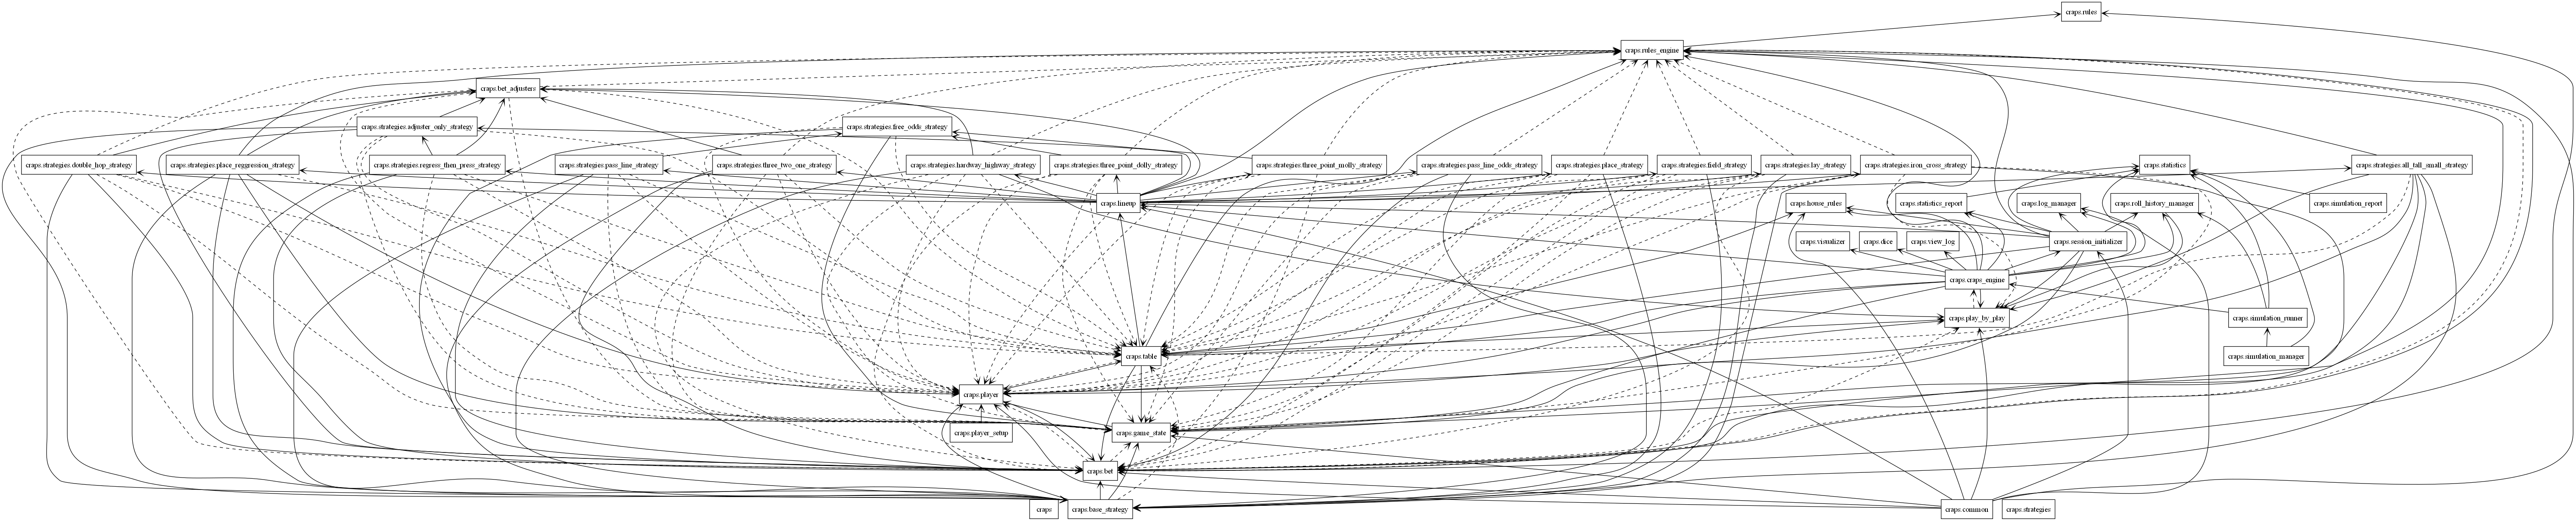 craps.rules
craps.rules_engine
craps.bet_adjusters
craps.strategies.adjuster_only_strategy
craps.strategies.free_odds_strategy
craps.strategies.double_hop_strategy
craps.strategies.place_reggression_strategy
craps.strategies.regress_then_press_strategy
craps.strategies.pass_line_strategy
craps.strategies.three_two_one_strategy
craps.strategies.hardway_highway_strategy
craps.strategies.three_point_dolly_strategy
craps.strategies.three_point_molly_strategy
craps.strategies.pass_line_odds_strategy
craps.strategies.place_strategy
craps.strategies.field_strategy
craps.strategies.lay_strategy
craps.strategies.iron_cross_strategy
craps.statistics
craps.strategies.all_tall_small_strategy
craps.lineup
craps.house_rules
craps.statistics_report
craps.log_manager
craps.roll_history_manager
craps.simulation_report
craps.visualizer
craps.dice
craps.view_log
craps.session_initializer
craps.craps_engine
craps.play_by_play
craps.simulation_runner
craps.table
craps.simulation_manager
craps.player
craps.player_setup
craps.game_state
craps.bet
craps
craps.base_strategy
craps.common
craps.strategies